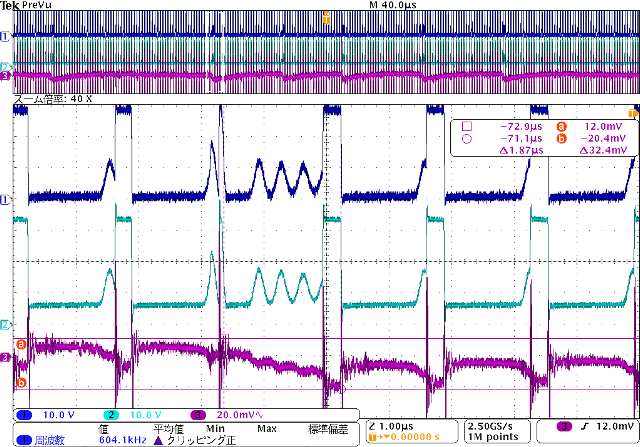 Tek PreVu
M 40.0µs
T
1
2
3
ズーム倍率: 40 X
T
−72.9µs a 12.0mV
−71.1µs b −20.4mV
Δ1.87µs Δ32.4mV
1
2
a
3
b
1 10.0 V 2 10.0 V 3 20.0mV
Z 1.00µs
T→▾0.00000 s
2.50GS/s
1M points
3 12.0mV
値 平均値 Min Max 標準偏差
1 周波数 604.1kHz ▲ クリッピング正